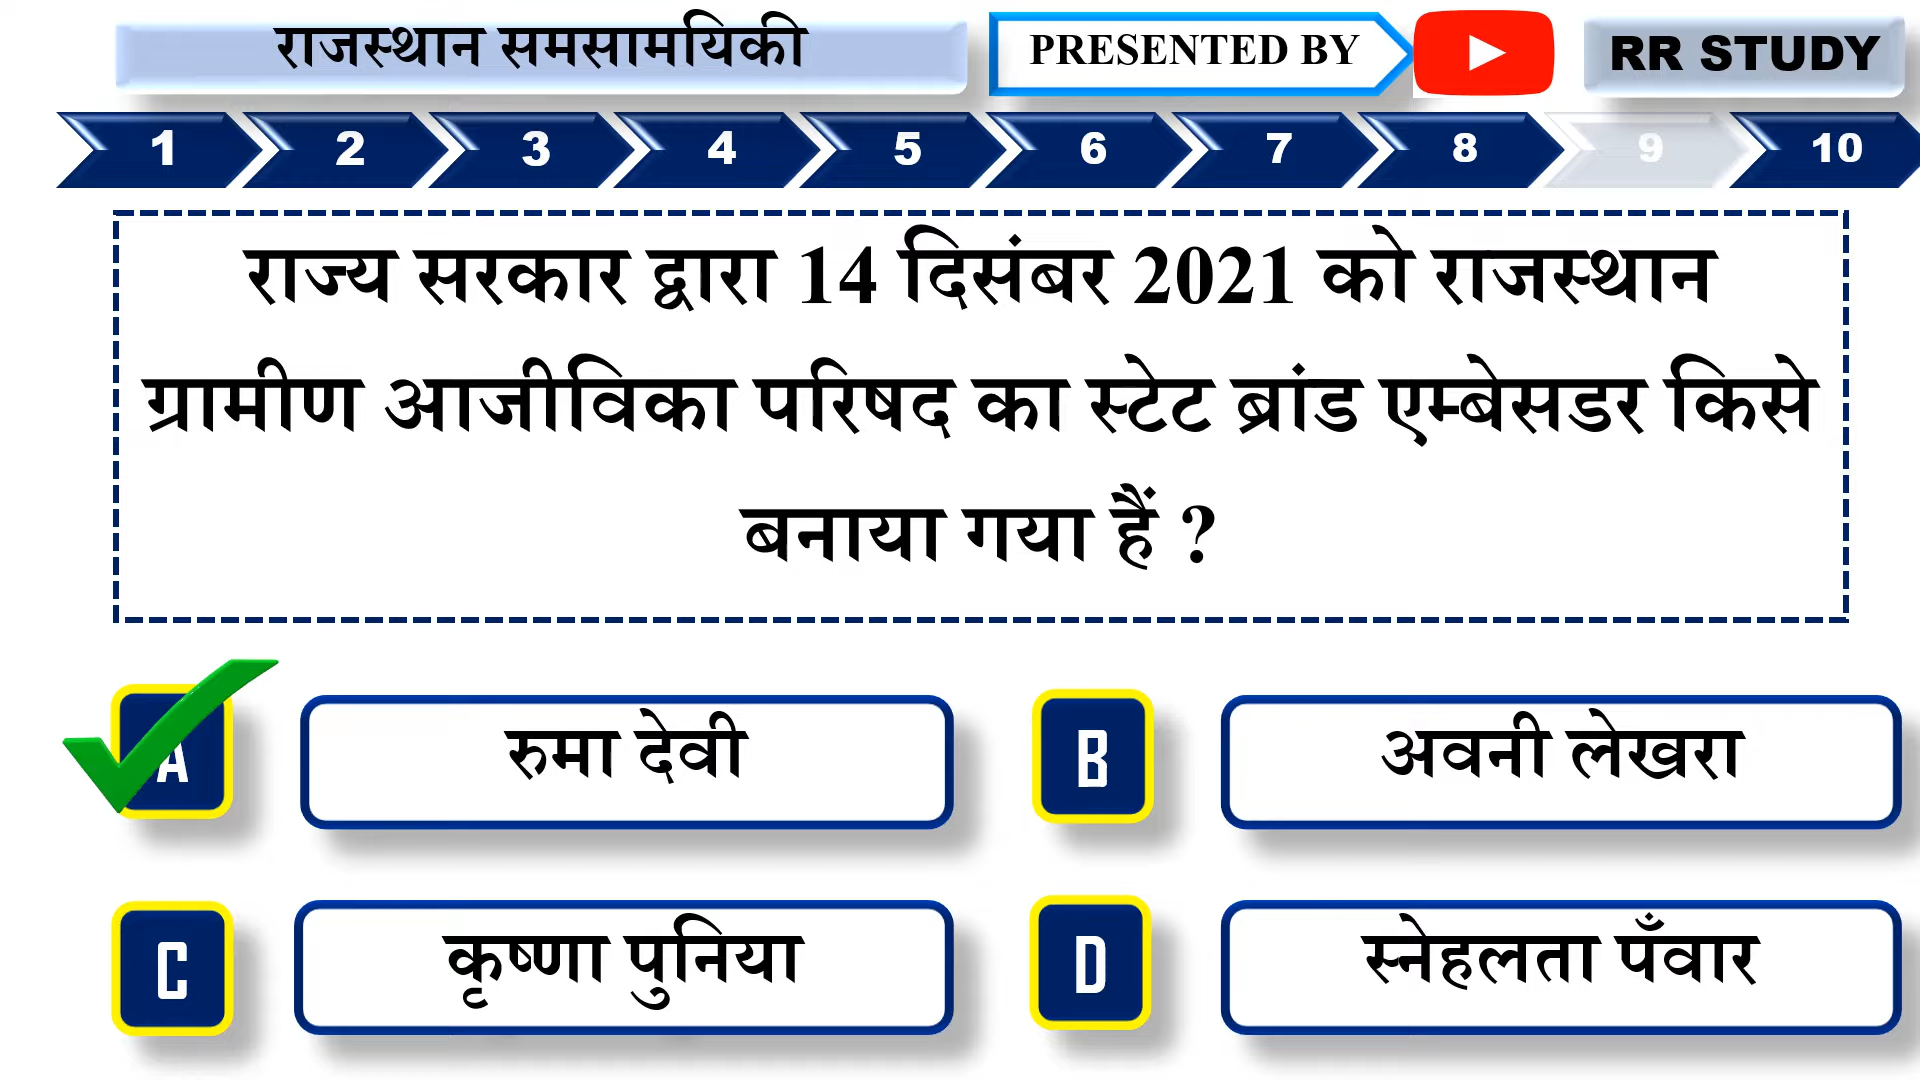 राजस्थान समसामयिकी
PRESENTED BY
RR STUDY
1 2 3 4 5 6 7 8 9 10
राज्य सरकार द्वारा 14 दिसंबर 2021 को राजस्थान
ग्रामीण आजीविका परिषद का स्टेट ब्रांड एम्बेसडर किसे
बनाया गया हैं ?
A रुमा देवी
B अवनी लेखरा
C कृष्णा पुनिया
D स्नेहलता पँवार